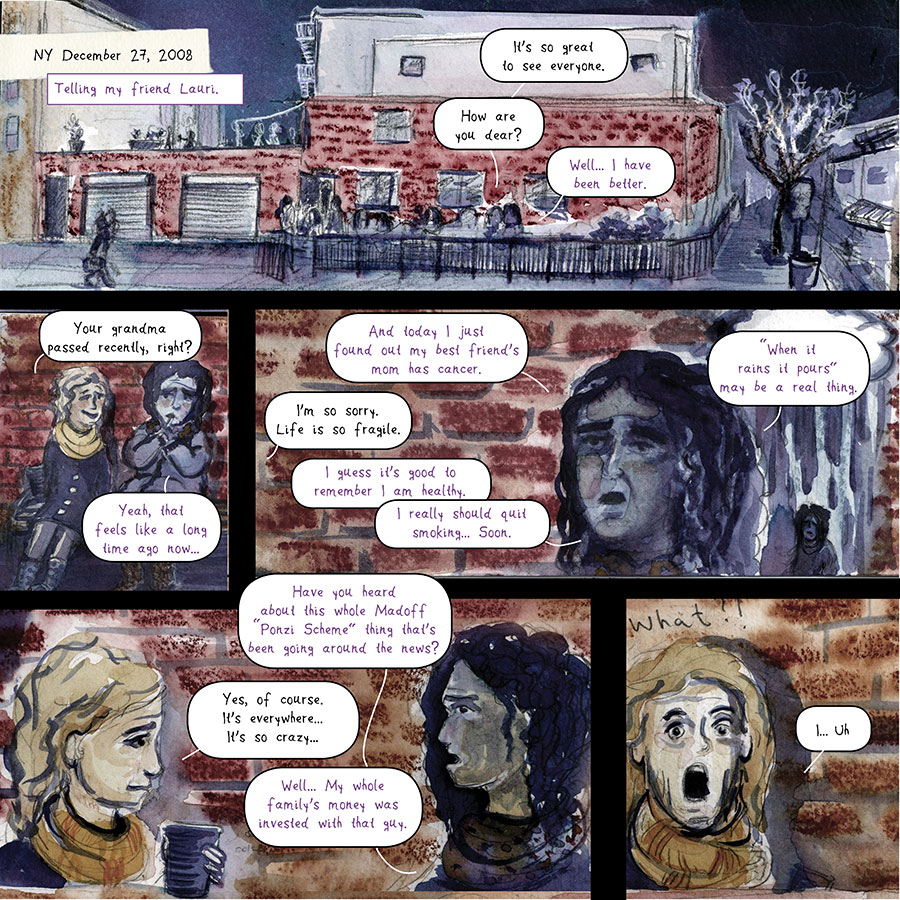 NY December 27, 2008
Telling my friend Lauri.
It's so great
to see everyone.
How are
you dear?
Well... I have
been better.
Your grandma
passed recently, right?
Yeah, that
feels like a long
time ago now...
And today I just
found out my best friend's
mom has cancer.
"When it
rains it pours"
may be a real thing.
I'm so sorry.
Life is so fragile.
I guess it's good to
remember I am healthy.
I really should quit
smoking... Soon.
Have you heard
about this whole Madoff
"Ponzi Scheme" thing that's
been going around the news?
Yes, of course.
It's everywhere...
It's so crazy...
Well... My whole
family's money was
invested with that guy.
What?!
I... Uh